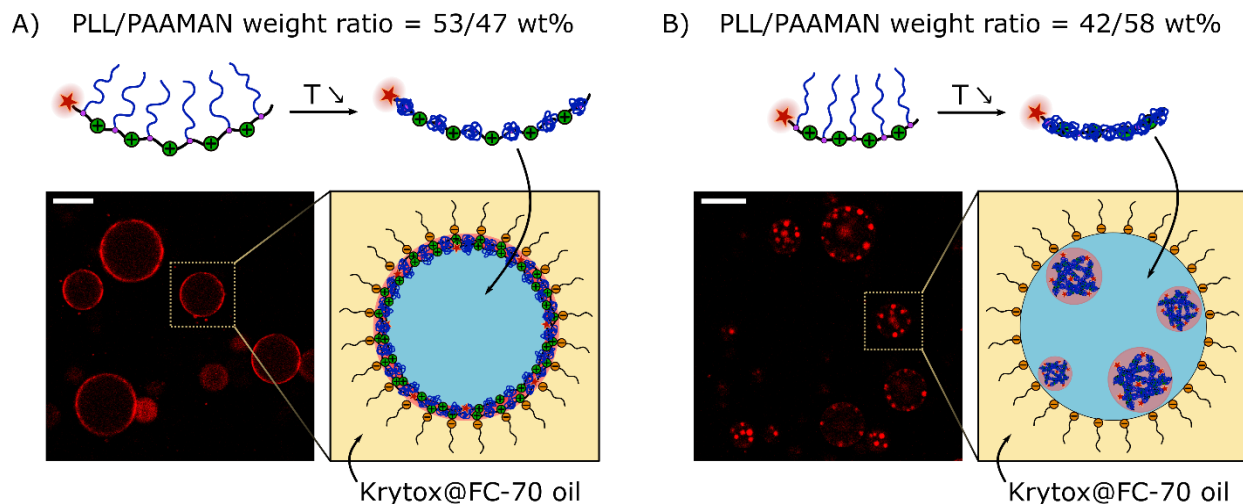 A) PLL/PAAMAN weight ratio = 53/47 wt%
T ↘
Krytox@FC-70 oil
B) PLL/PAAMAN weight ratio = 42/58 wt%
T ↘
Krytox@FC-70 oil